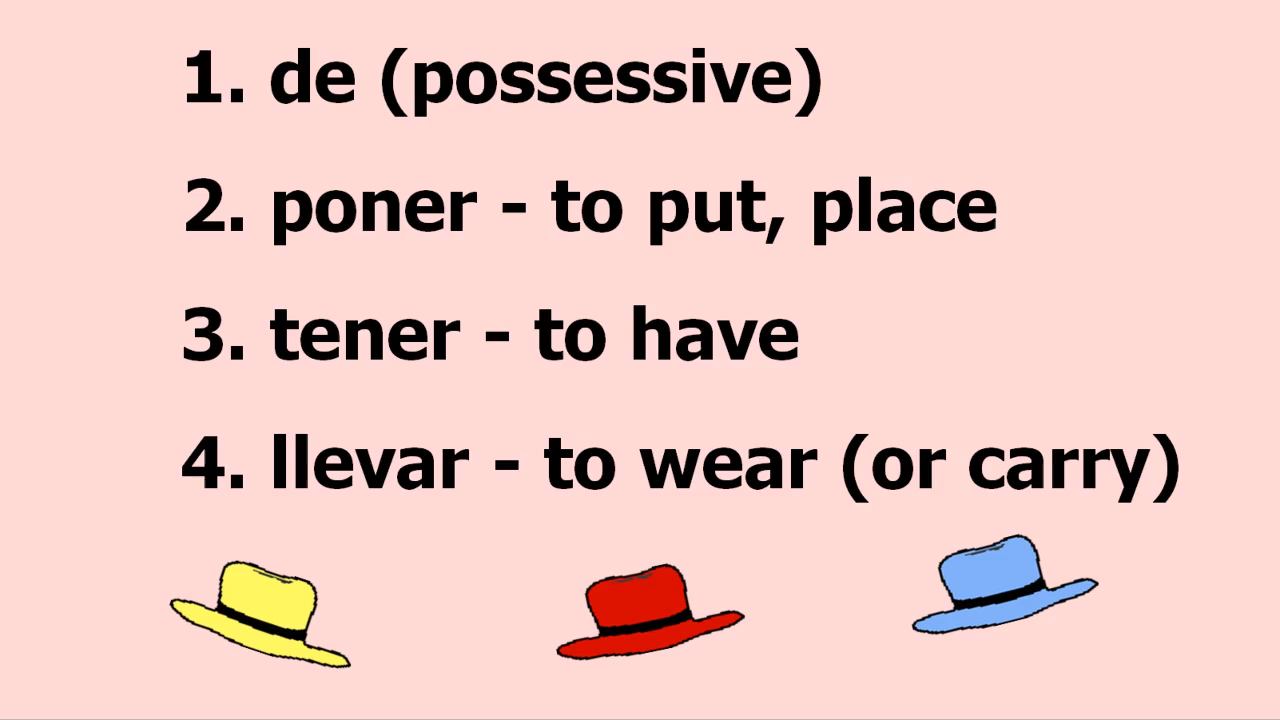 1. de (possessive)
2. poner - to put, place
3. tener - to have
4. llevar - to wear (or carry)